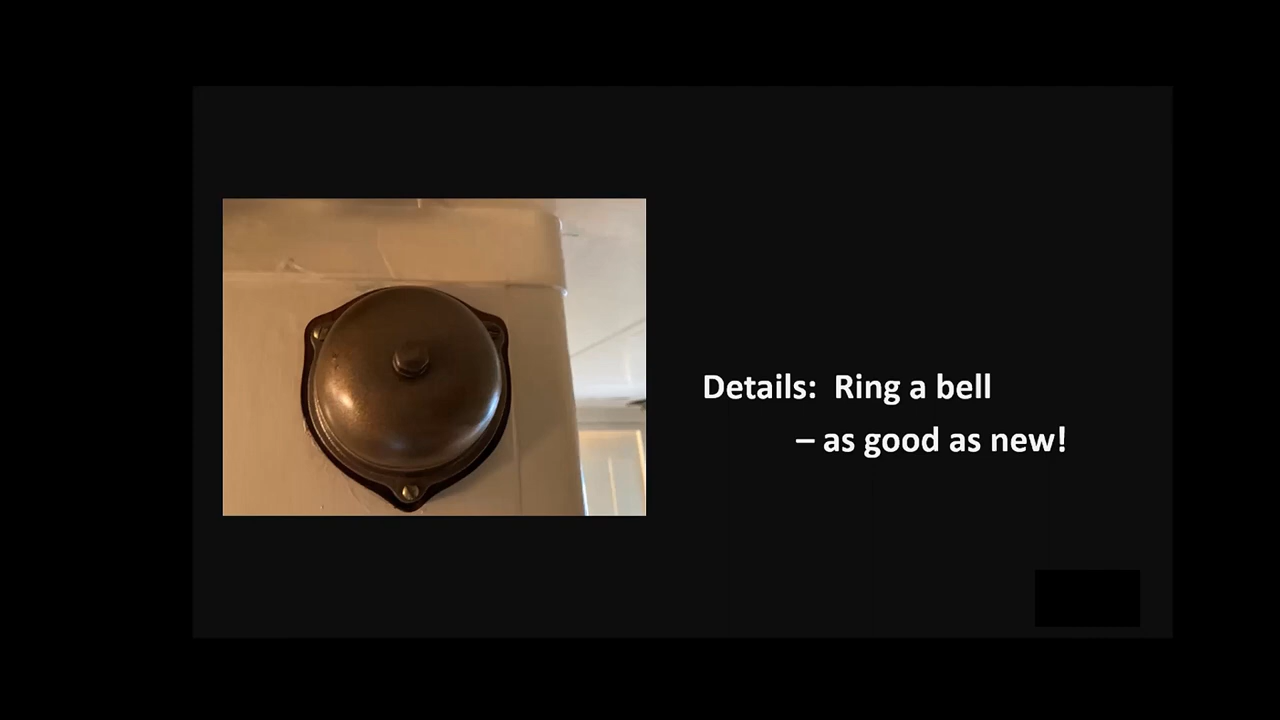 Details:  Ring a bell
– as good as new!